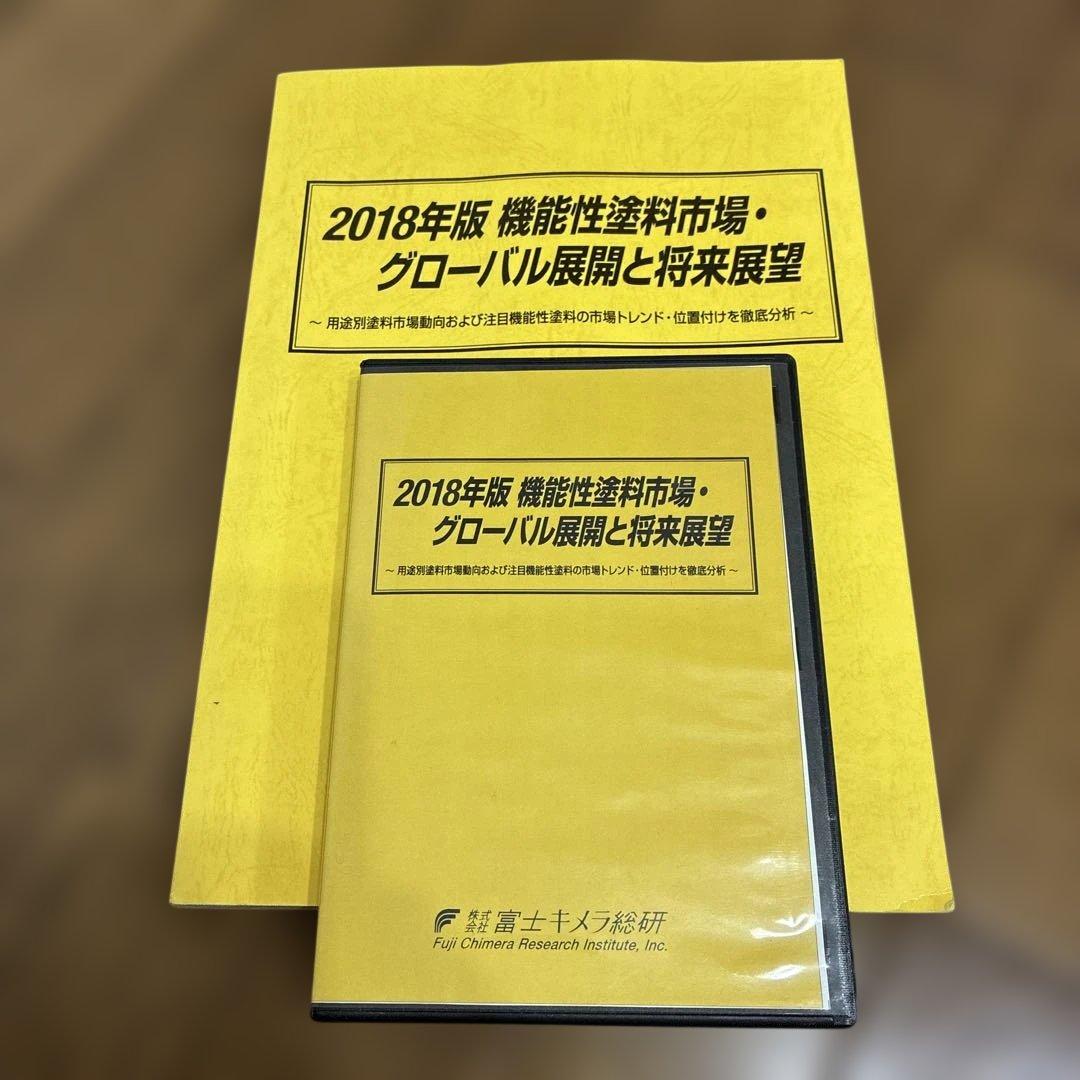 2018年版 機能性塗料市場・
グローバル展開と将来展望
～ 用途別塗料市場動向および注目機能性塗料の市場トレンド・位置付けを徹底分析 ～
2018年版 機能性塗料市場・
グローバル展開と将来展望
～ 用途別塗料市場動向および注目機能性塗料の市場トレンド・位置付けを徹底分析 ～
株式会社 富士キメラ総研
Fuji Chimera Research Institute, Inc.